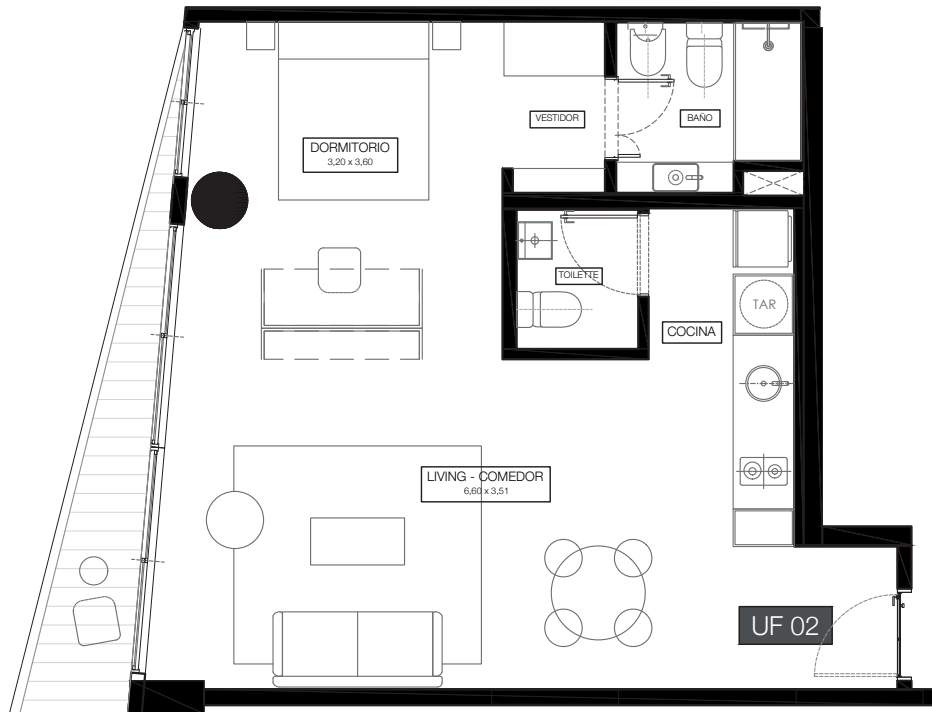 VESTIDOR
BAÑO
DORMITORIO
3,20 x 3,60
TOILETTE
TAR
COCINA
LIVING - COMEDOR
6,60 x 3,51
UF 02